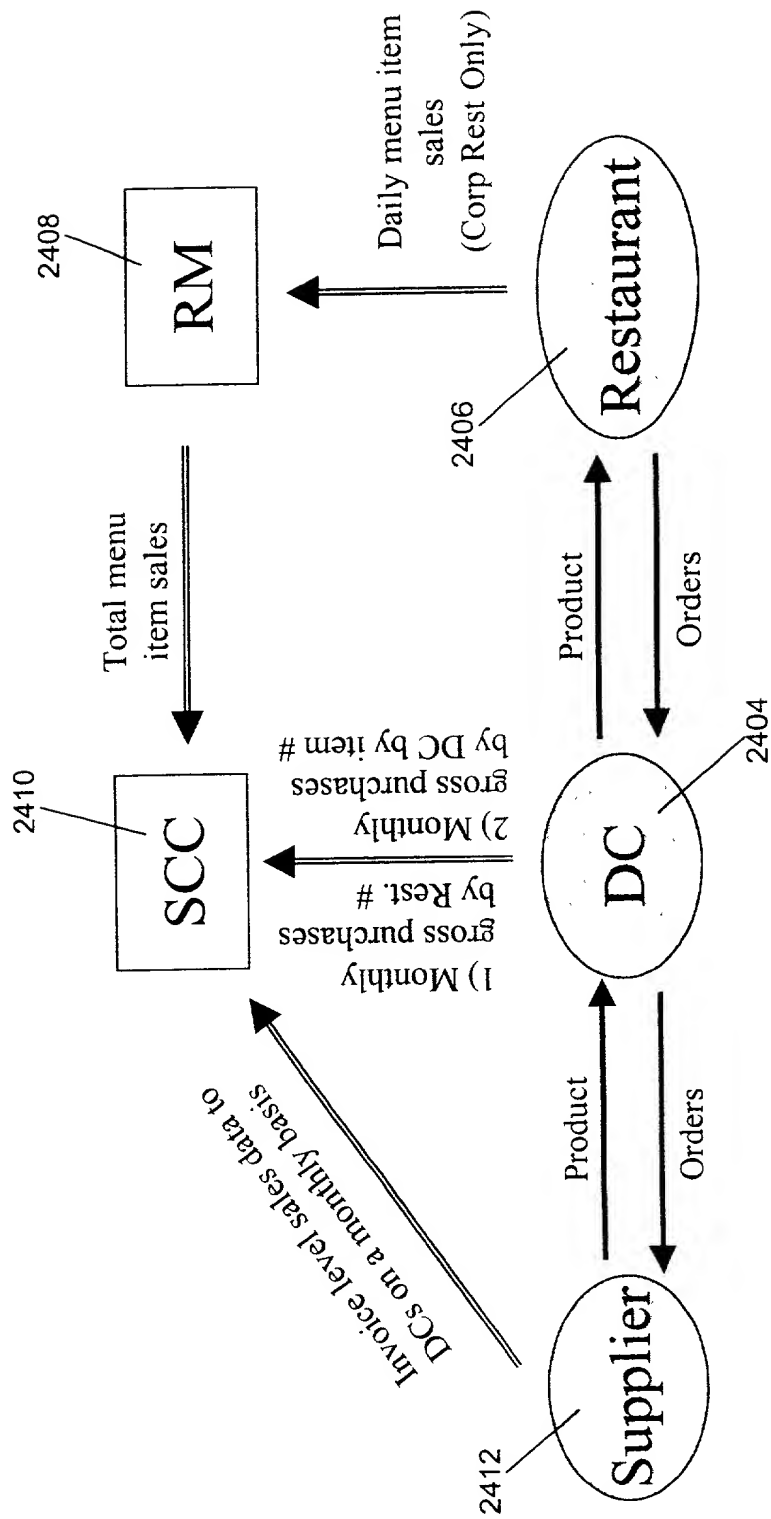 2408
RM
Daily menu item
sales
(Corp Rest Only)
Restaurant
2406
Total menu
item sales
2410
SCC
Product
Orders
1) Monthly
gross purchases
by Rest. #
2) Monthly
gross purchases
by DC by item #
DC
2404
Invoice level sales data to
DCs on a monthly basis
Product
Orders
Supplier
2412